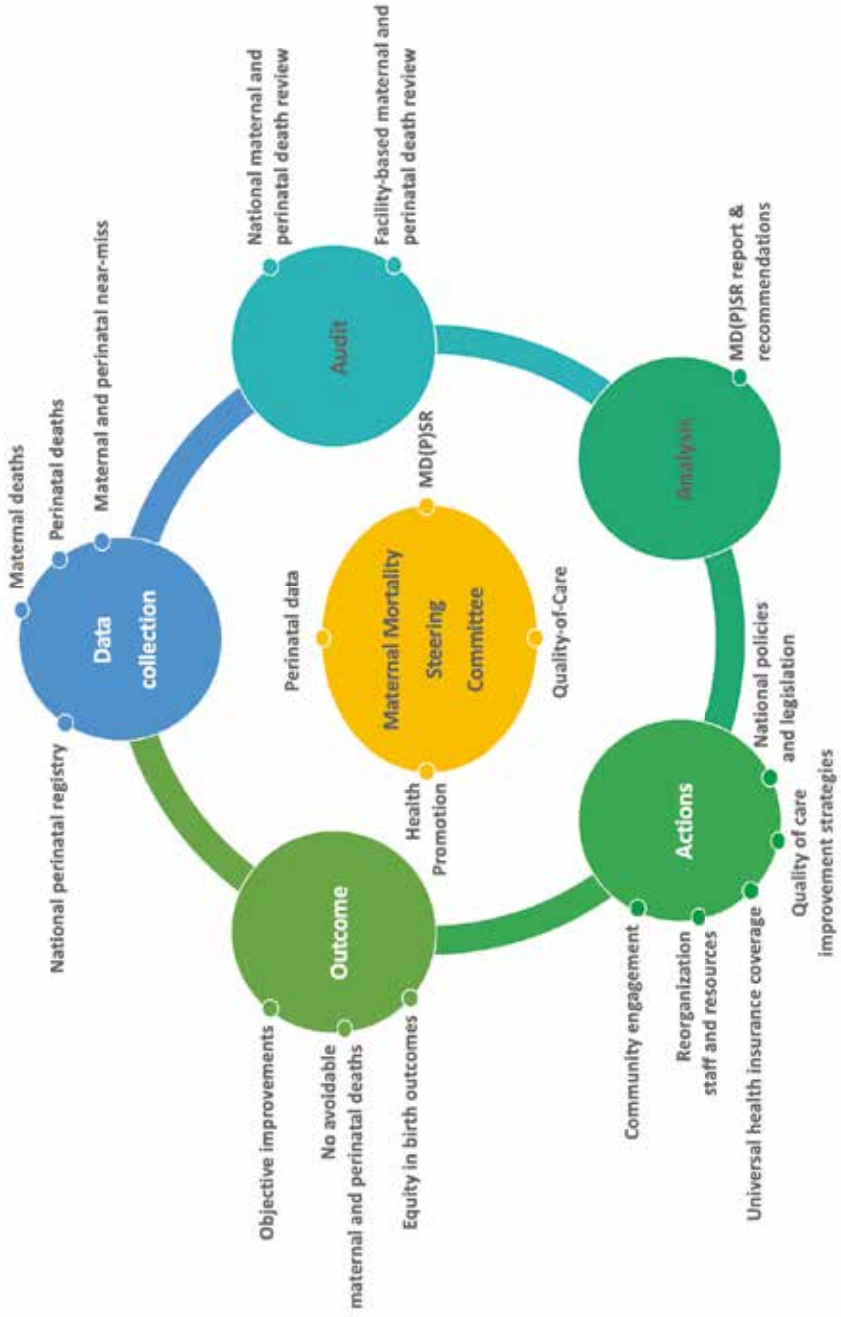 Maternal deaths
Perinatal deaths
Maternal and perinatal near-miss
National perinatal registry
Data
collection
National maternal and
perinatal death review
Facility-based maternal and
perinatal death review
Audit
MD(P)SR report &
recommendations
Analysis
National policies
and legislation
Quality of care
improvement strategies
Universal health insurance coverage
Reorganization
staff and resources
Community engagement
Actions
Objective improvements
No avoidable
maternal and perinatal deaths
Equity in birth outcomes
Outcome
Perinatal data
MD(P)SR
Quality-of-Care
Health
Promotion
Maternal Mortality
Steering
Committee